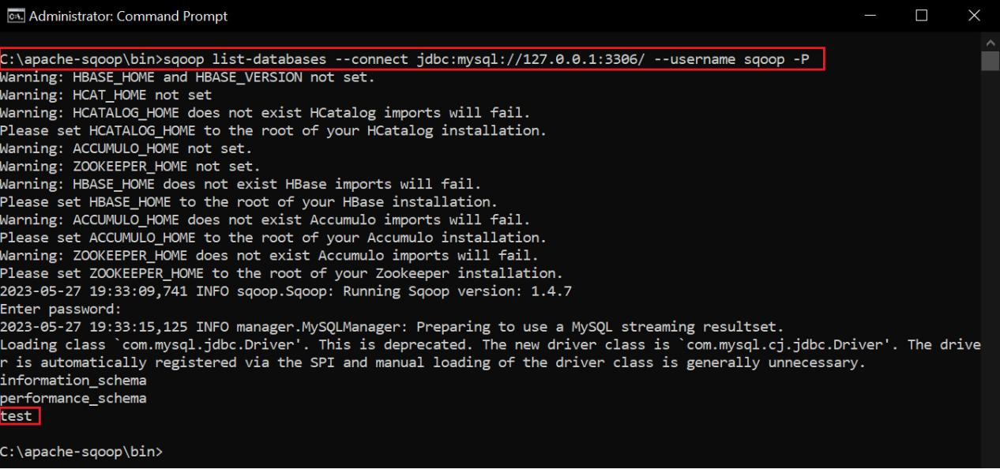 Administrator: Command Prompt
C:\apache-sqoop\bin>sqoop list-databases --connect jdbc:mysql://127.0.0.1:3306/ --username sqoop -P
Warning: HBASE_HOME and HBASE_VERSION not set.
Warning: HCAT_HOME not set
Warning: HCATALOG_HOME does not exist HCatalog imports will fail.
Please set HCATALOG_HOME to the root of your HCatalog installation.
Warning: ACCUMULO_HOME not set.
Warning: ZOOKEEPER_HOME not set.
Warning: HBASE_HOME does not exist HBase imports will fail.
Please set HBASE_HOME to the root of your HBase installation.
Warning: ACCUMULO_HOME does not exist Accumulo imports will fail.
Please set ACCUMULO_HOME to the root of your Accumulo installation.
Warning: ZOOKEEPER_HOME does not exist Accumulo imports will fail.
Please set ZOOKEEPER_HOME to the root of your Zookeeper installation.
2023-05-27 19:33:09,741 INFO sqoop.Sqoop: Running Sqoop version: 1.4.7
Enter password:
2023-05-27 19:33:15,125 INFO manager.MySQLManager: Preparing to use a MySQL streaming resultset.
Loading class `com.mysql.jdbc.Driver'. This is deprecated. The new driver class is `com.mysql.cj.jdbc.Driver'. The drive
r is automatically registered via the SPI and manual loading of the driver class is generally unnecessary.
information_schema
performance_schema
test
C:\apache-sqoop\bin>